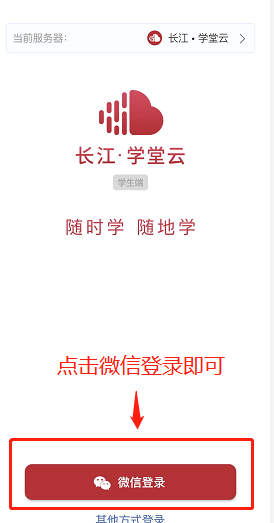 当前服务器： 长江•学堂云
长江·学堂云
学生端
随时学 随地学
点击微信登录即可
微信登录
其他方式登录